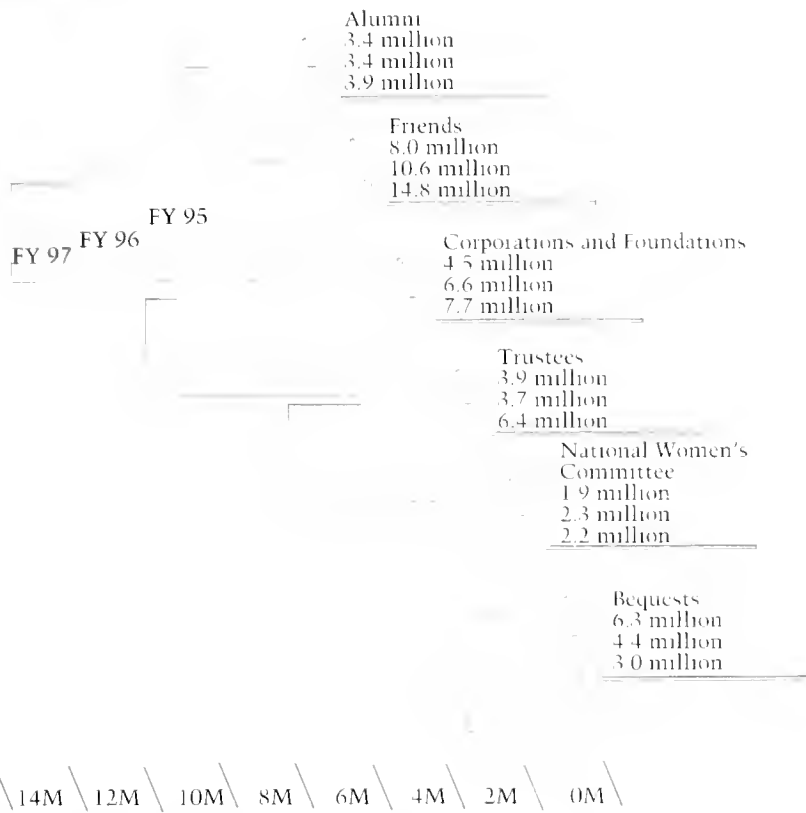 Alumni
3.4 million
3.4 million
3.9 million
Friends
8.0 million
10.6 million
14.8 million
FY 95
FY 96
FY 97
Corporations and Foundations
4.5 million
6.6 million
7.7 million
Trustees
3.9 million
3.7 million
6.4 million
National Women's
Committee
1.9 million
2.3 million
2.2 million
Bequests
6.3 million
4.4 million
3.0 million
14M 12M 10M 8M 6M 4M 2M 0M